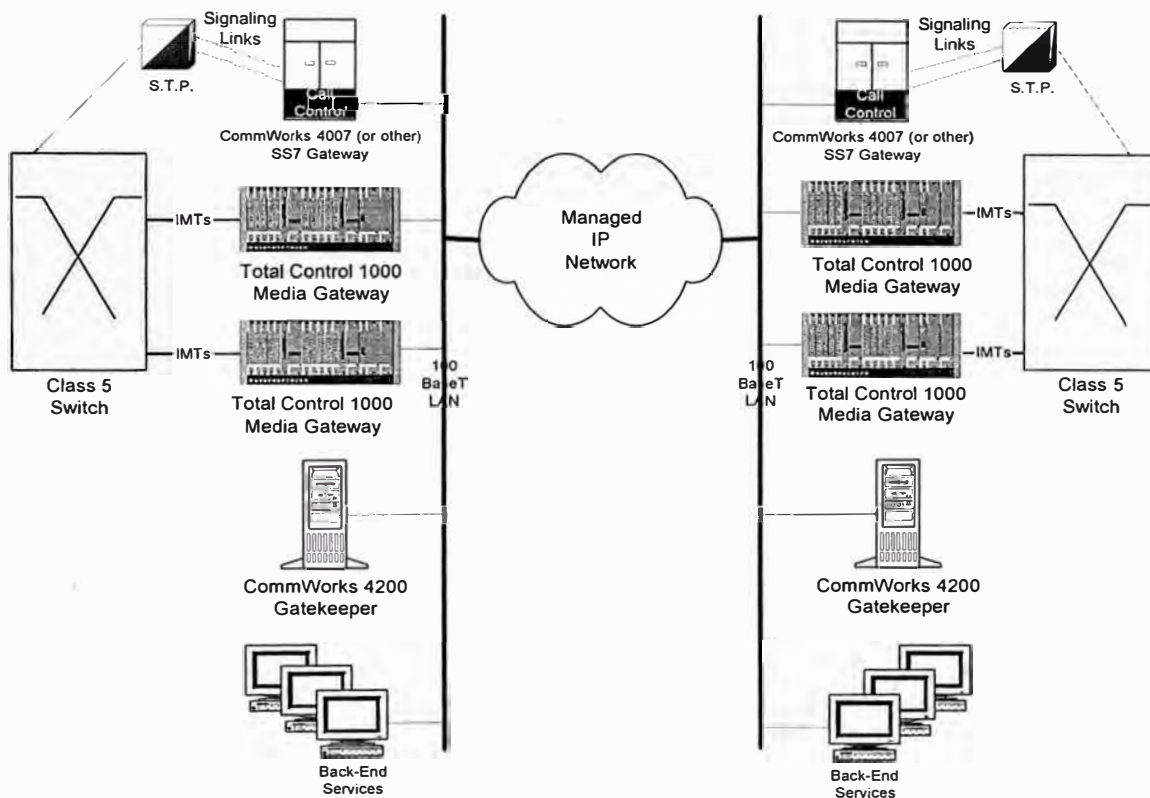 Signaling
Links
S.T.P.
Call
Control
CommWorks 4007 (or other)
SS7 Gateway
IMTs
Total Control 1000
Media Gateway
IMTs
Total Control 1000
Media Gateway
Class 5
Switch
100
BaseT
LAN
CommWorks 4200
Gatekeeper
Back-End
Services
Managed
IP
Network
Signaling
Links
S.T.P.
Call
Control
CommWorks 4007 (or other)
SS7 Gateway
IMTs
Total Control 1000
Media Gateway
IMTs
Total Control 1000
Media Gateway
Class 5
Switch
100
BaseT
LAN
CommWorks 4200
Gatekeeper
Back-End
Services